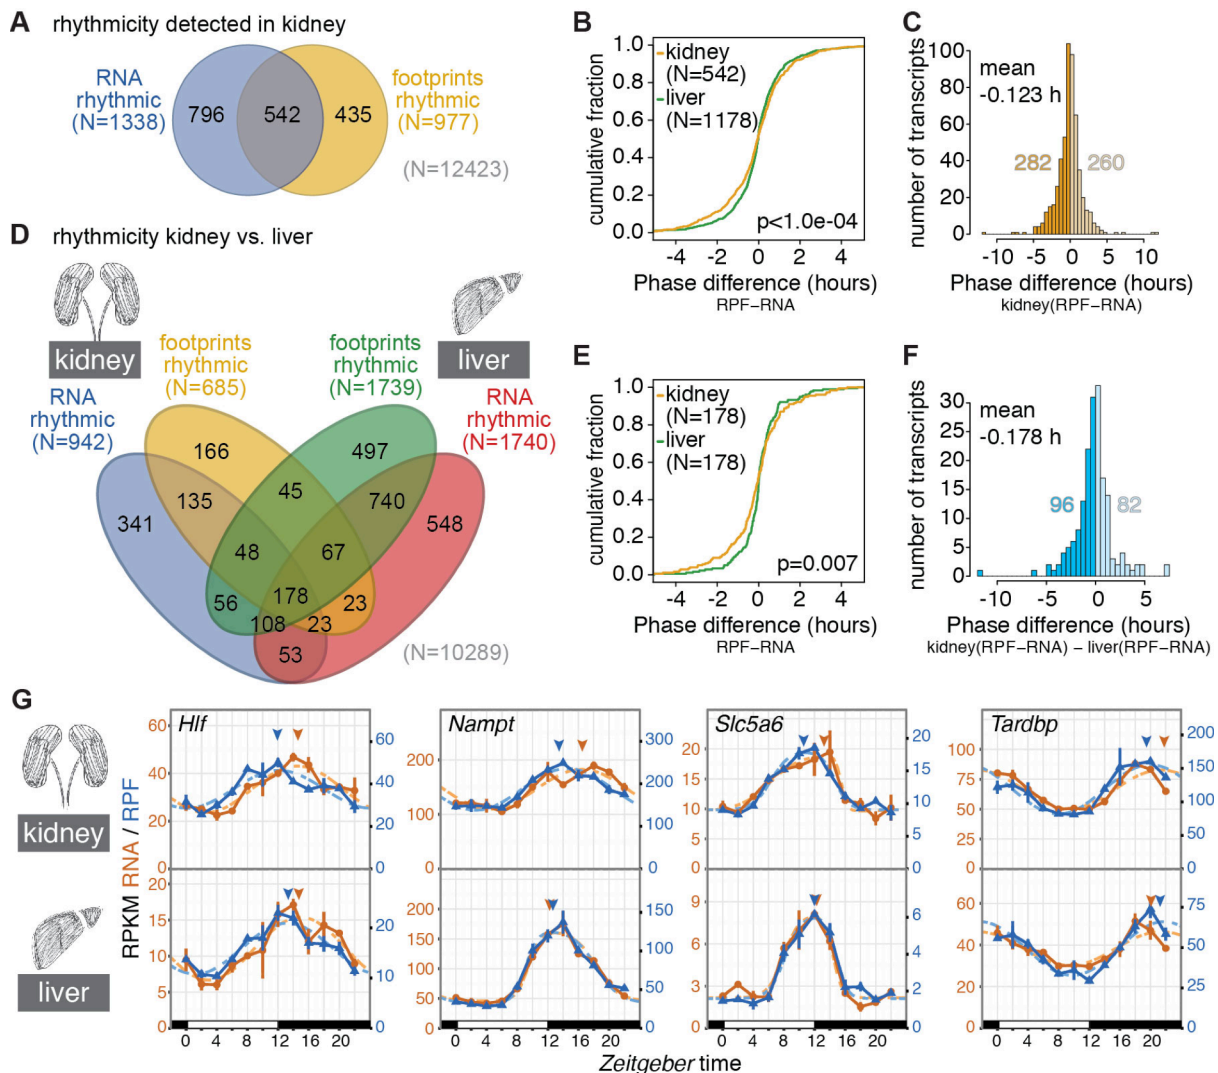 A rhythmicity detected in kidney
RNA
rhythmic
(N=1338)
796
542
435
footprints
rhythmic
(N=977)
(N=12423)
B
cumulative fraction
1.0
0.8
0.6
0.4
0.2
0.0
kidney
(N=542)
liver
(N=1178)
p<1.0e-04
-4 -2 0 2 4
Phase difference (hours)
RPF−RNA
C
number of transcripts
100
80
60
40
20
0
mean
-0.123 h
282 260
-10 -5 0 5 10
Phase difference (hours)
kidney(RPF−RNA)
D rhythmicity kidney vs. liver
kidney
liver
footprints
rhythmic
(N=685)
footprints
rhythmic
(N=1739)
RNA
rhythmic
(N=942)
RNA
rhythmic
(N=1740)
166 497
135 45 740
341 548
48 67
56 178 23
108 23
53
(N=10289)
E
cumulative fraction
1.0
0.8
0.6
0.4
0.2
0.0
kidney
(N=178)
liver
(N=178)
p=0.007
-4 -2 0 2 4
Phase difference (hours)
RPF−RNA
F
number of transcripts
30
25
20
15
10
5
0
mean
-0.178 h
96 82
-10 -5 0 5
Phase difference (hours)
kidney(RPF−RNA) − liver(RPF−RNA)
G
kidney
liver
RPKM RNA / RPF
Hlf
60
40
20
0
60
40
20
0
Nampt
200
100
0
300
200
100
0
Slc5a6
20
15
10
5
0
20
15
10
5
0
Tardbp
100
75
50
25
0
200
150
100
50
0
20
15
10
5
0
20
10
0
200
150
100
50
0
150
100
50
0
9
6
3
0
6
4
2
0
60
40
20
0
75
50
25
0
0 4 8 12 16 20
0 4 8 12 16 20
0 4 8 12 16 20
0 4 8 12 16 20
Zeitgeber time